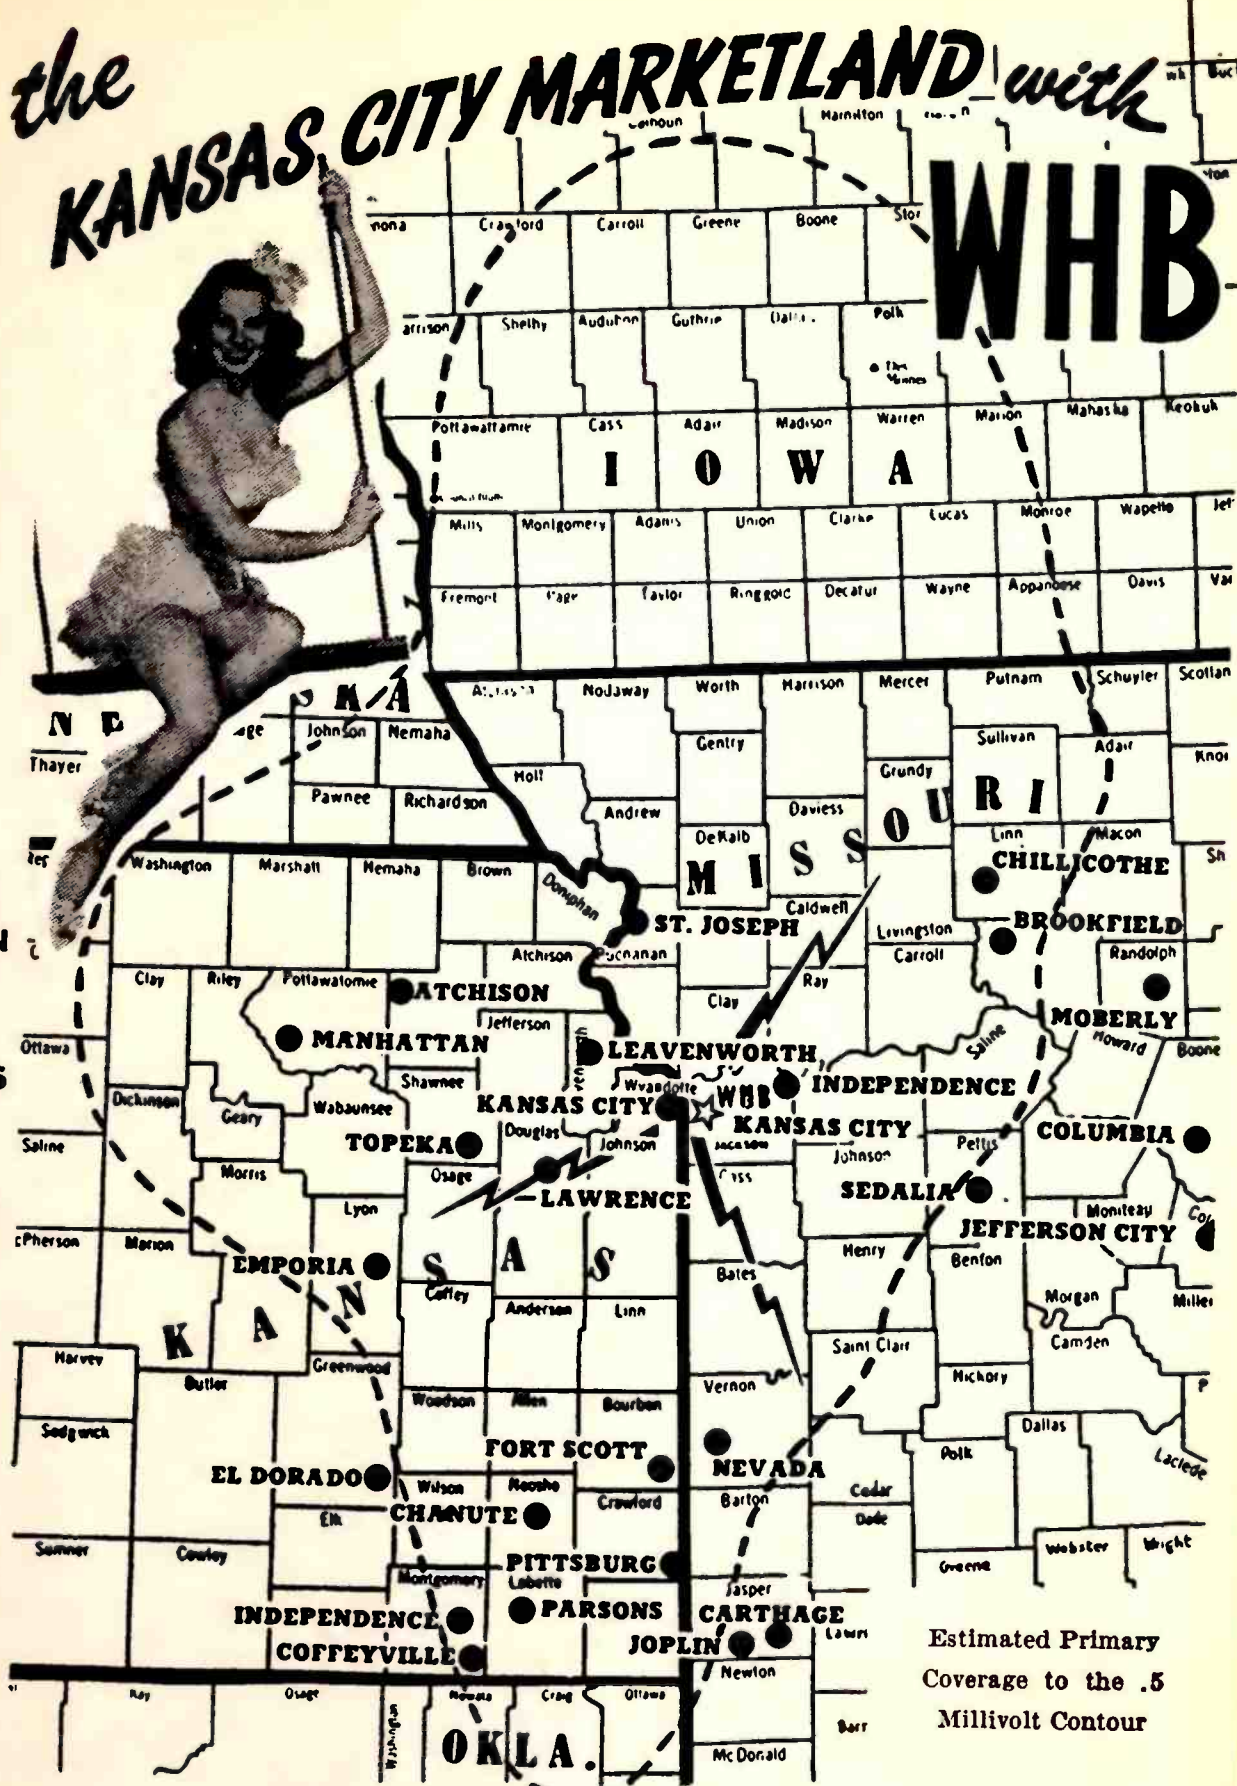 the
KANSAS CITY MARKETLAND with
WHB
Hamilton
Crawford Carroll Greene Boone
Shelby Audubon Guthrie Polk
Pottawattamie Cass Adair Madison Warren Marion Mahaska Keokuk
I O W A
Mills Montgomery Adams Union Clarke Lucas Monroe Wapello
Fremont Page Taylor Ringgold Decatur Wayne Appanoose Davis
Nodaway Worth Harrison Mercer Putnam Schuyler
N E
S K A
Thayer
Johnson Nemaha
Gentry
Sullivan
Adair
Holt
Grundy
Pawnee Richardson
Andrew
Daviess
DeKalb
Linn
Macon
M I S S O U R I
Washington Marshall Nemaha Brown
Doniphan
CHILLICOTHE
Caldwell
ST. JOSEPH
BROOKFIELD
Livingston
Carroll
Randolph
Atchison
Buchanan
Clay Riley Pottawatomie
Ray
Clay
ATCHISON
Jefferson
MOBERLY
MANHATTAN
LEAVENWORTH
Saline
Howard
Boone
Ottawa
Shawnee
Wyandotte
INDEPENDENCE
Dickinson
Geary
Wabaunsee
KANSAS CITY
WHB
KANSAS CITY
Saline
TOPEKA
Douglas
Johnson
Jackson
Johnson
Pettis
COLUMBIA
Morris
Osage
LAWRENCE
SEDALIA
Lyon
Moniteau
JEFFERSON CITY
Marion
Henry
Benton
EMPORIA
Bates
Coffey
Anderson
Linn
Morgan
Camden
K A N S A S
Harvey
Butler
Greenwood
Saint Clair
Hickory
Vernon
Woodson Allen Bourbon
Sedgwick
Dallas
Polk
Laclede
FORT SCOTT
NEVADA
EL DORADO
Wilson Neosho
Crawford
Barton
Cedar
Dade
Elk
CHANUTE
Sumner Cowley
Webster
Wright
Greene
PITTSBURG
Montgomery Labette
Jasper
INDEPENDENCE
PARSONS
CARTHAGE
COFFEYVILLE
JOPLIN
Newton
Kay
Osage
Nowata
Craig
Ottawa
Washington
OKLA.
McDonald
Estimated Primary
Coverage to the .5
Millivolt Contour